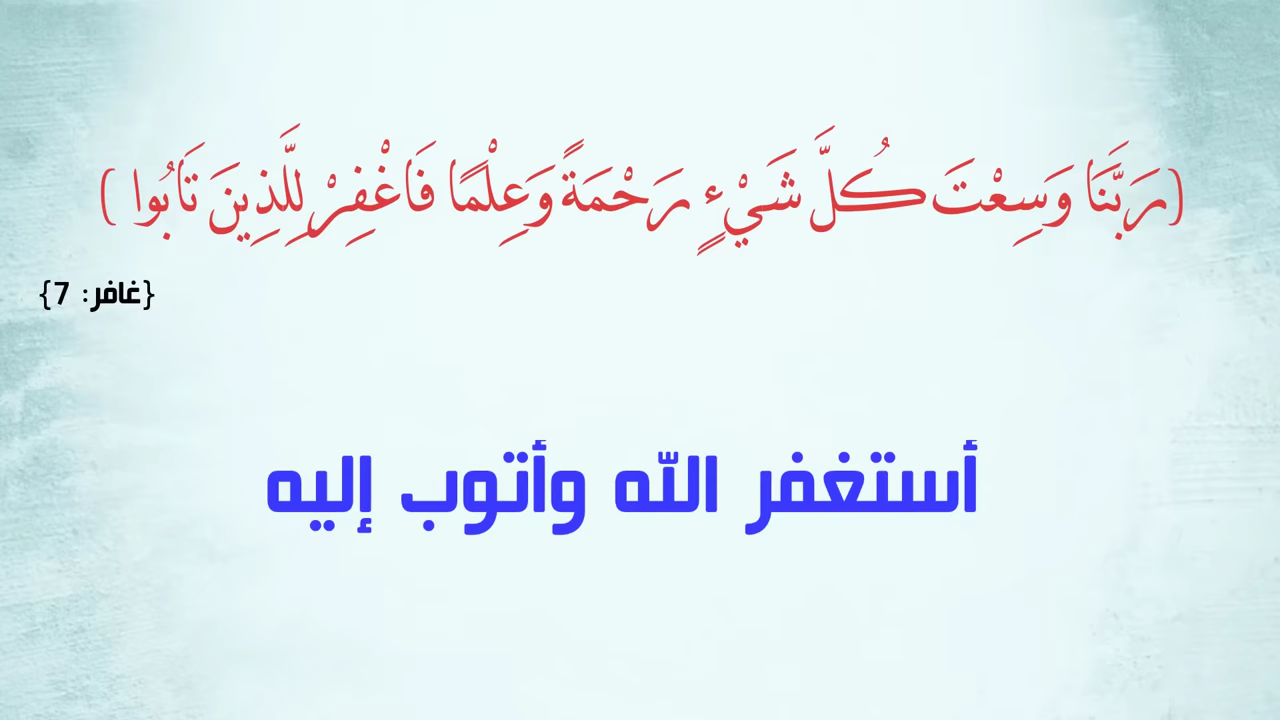 (رَبَّنَا وَسِعْتَ كُلَّ شَيْءٍ رَحْمَةً وَعِلْمًا فَاغْفِرْ لِلَّذِينَ تَابُوا )
{غافر: 7}
أستغفر الله وأتوب إليه